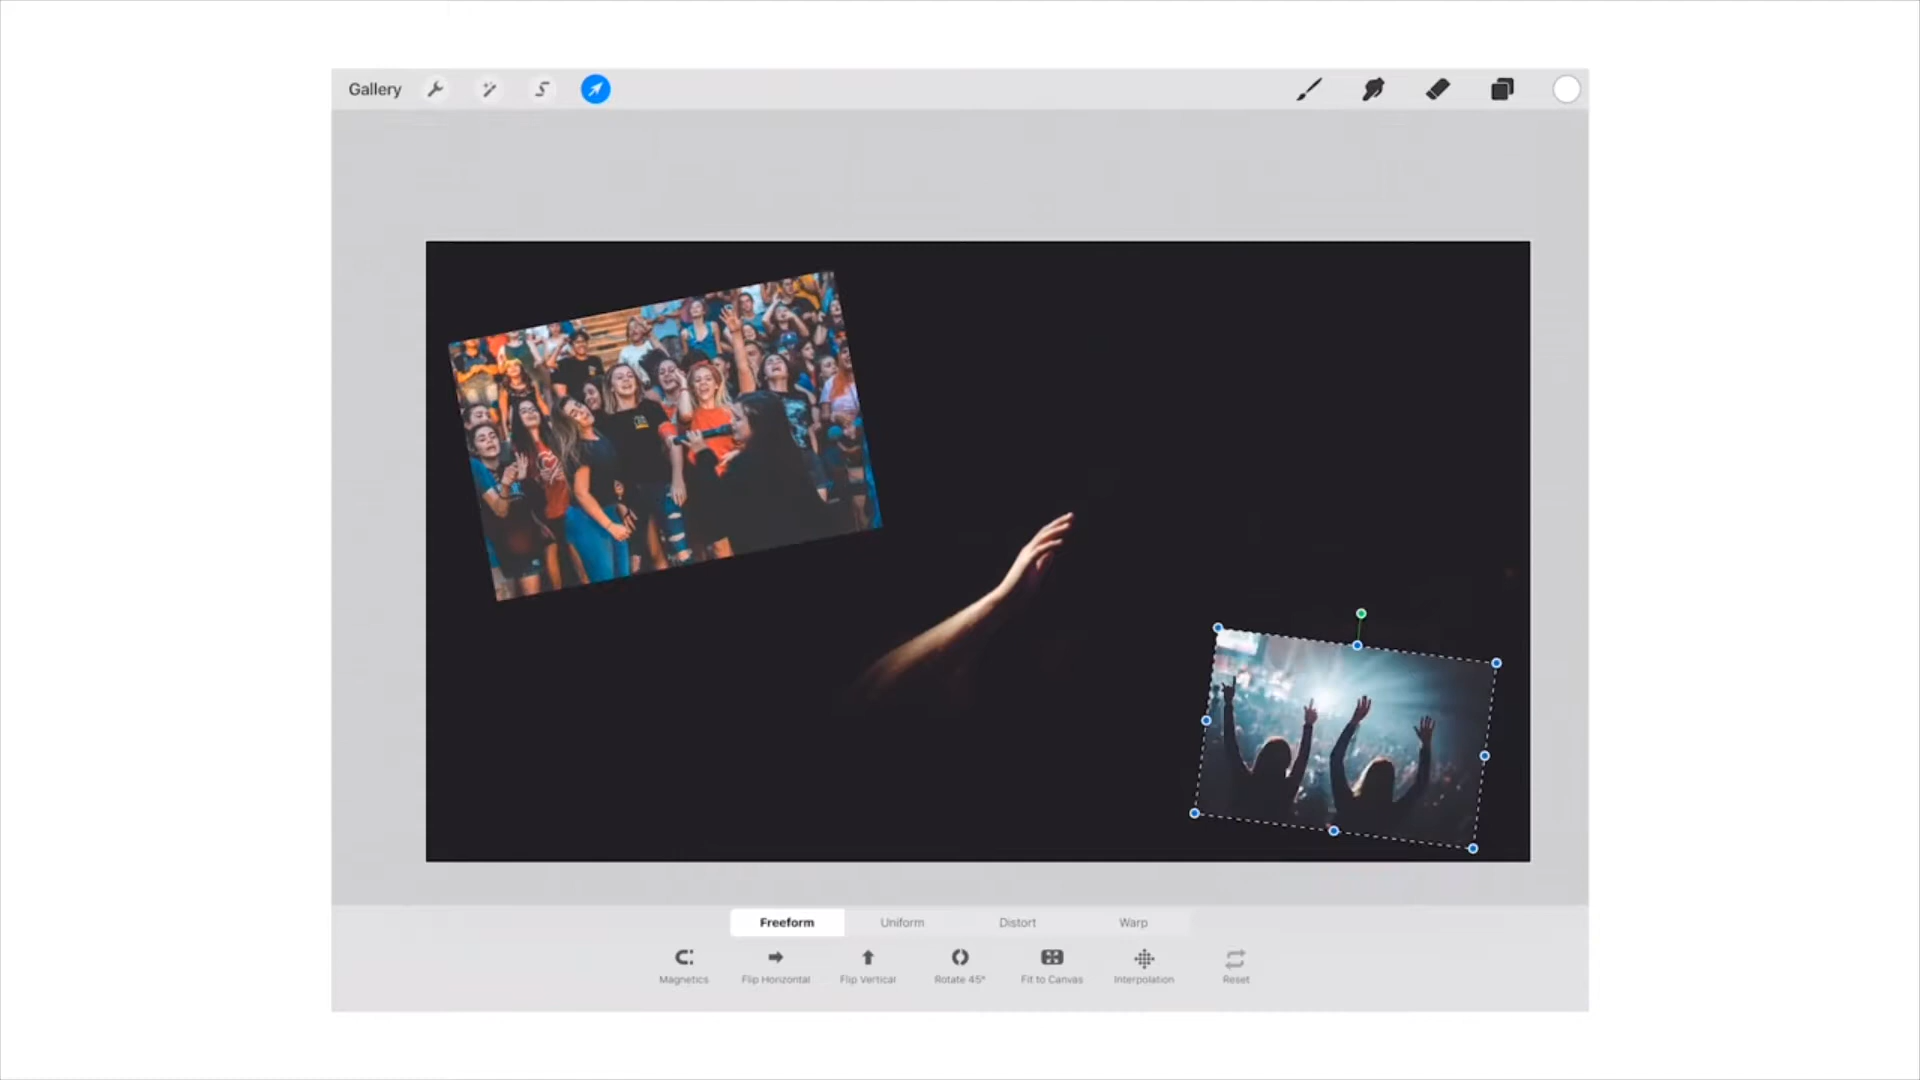 Gallery
Freeform Uniform Distort Warp
Magnetics Flip Horizontal Flip Vertical Rotate 45° Fit to Canvas Interpolation Reset